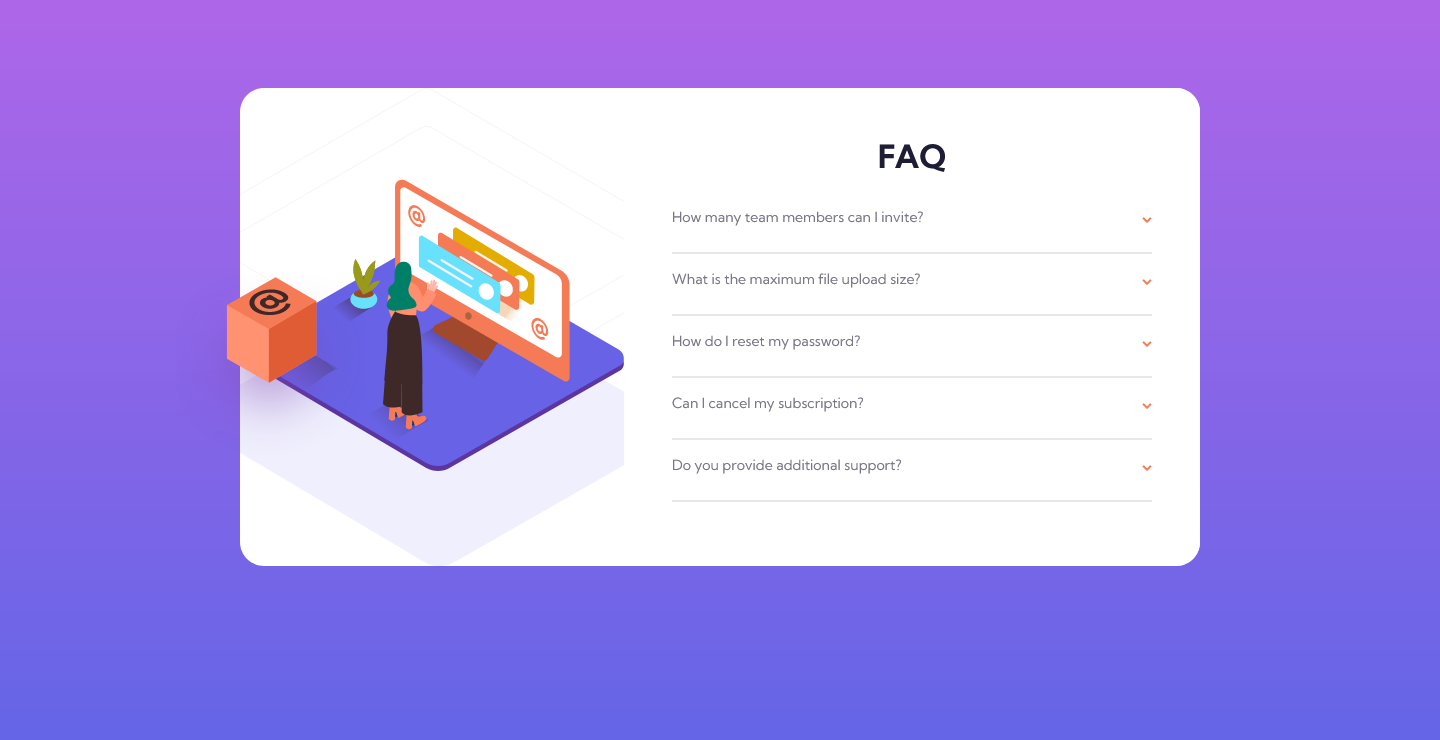 @
@
@
FAQ
How many team members can I invite?
What is the maximum file upload size?
How do I reset my password?
Can I cancel my subscription?
Do you provide additional support?